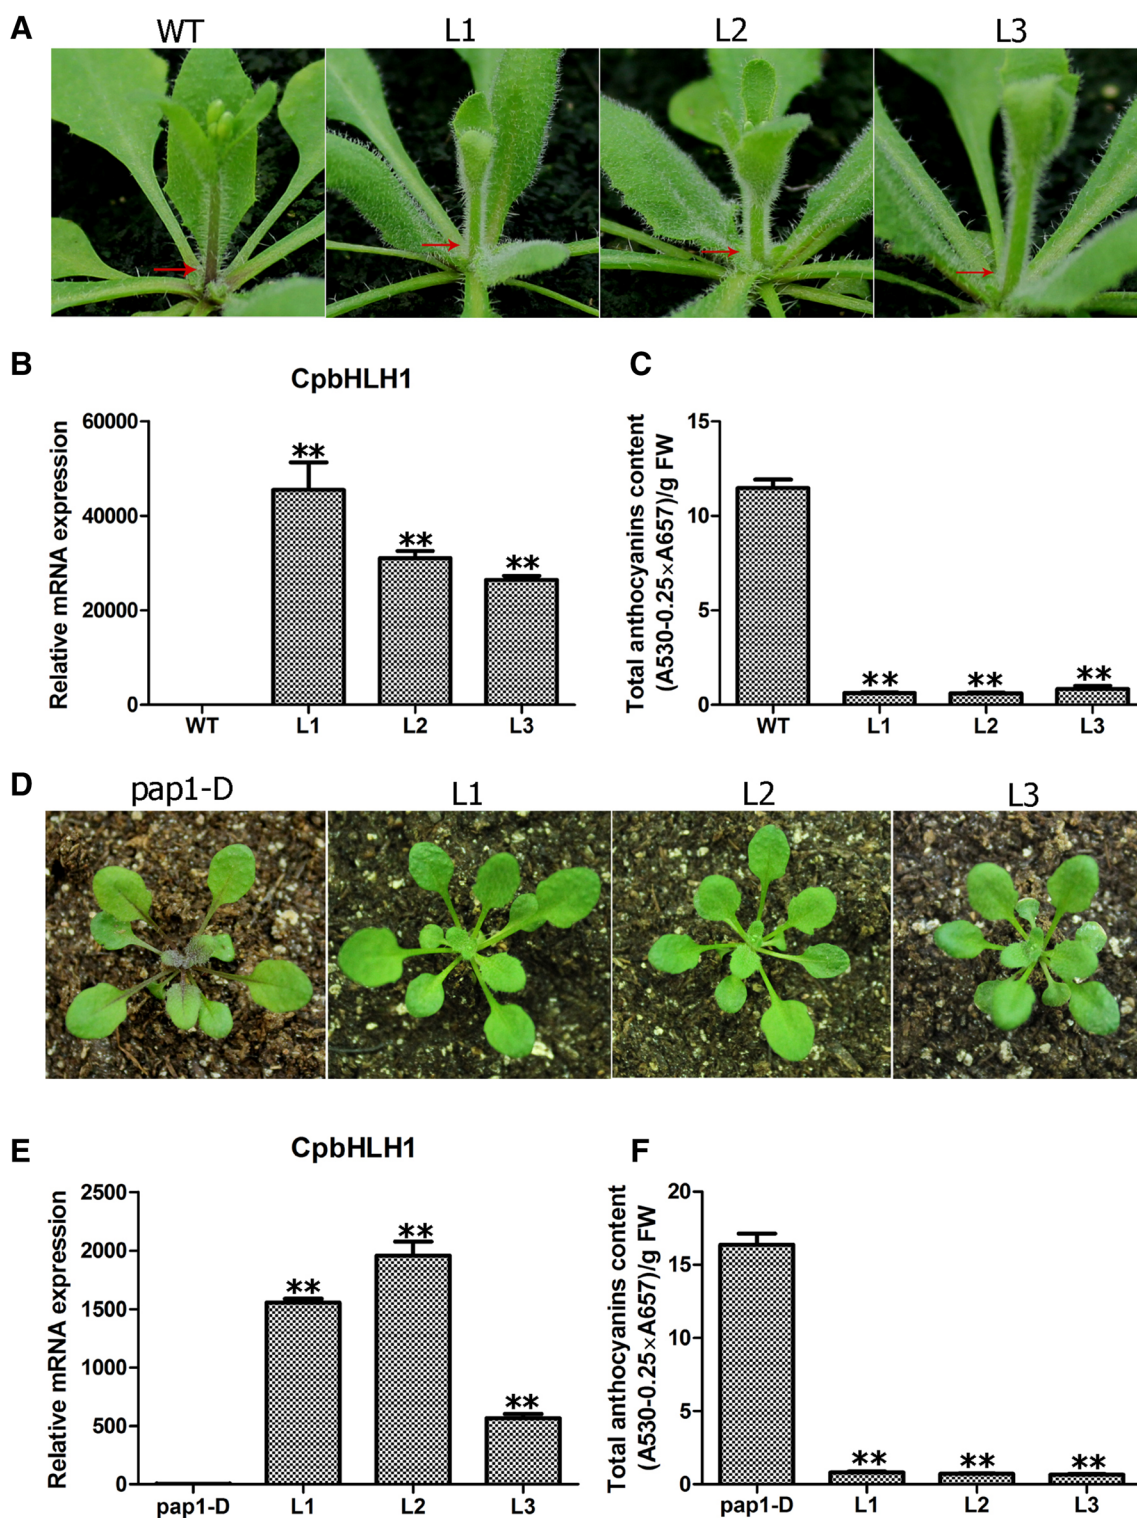 A
WT L1 L2 L3
B
CpbHLH1
Relative mRNA expression
60000
40000
20000
0
** ** **
WT L1 L2 L3
C
Total anthocyanins content
(A530-0.25×A657)/g FW
15
10
5
0
** ** **
WT L1 L2 L3
D
pap1-D L1 L2 L3
E
CpbHLH1
Relative mRNA expression
2500
2000
1500
1000
500
0
** ** **
pap1-D L1 L2 L3
F
Total anthocyanins content
(A530-0.25×A657)/g FW
20
15
10
5
0
** ** **
pap1-D L1 L2 L3